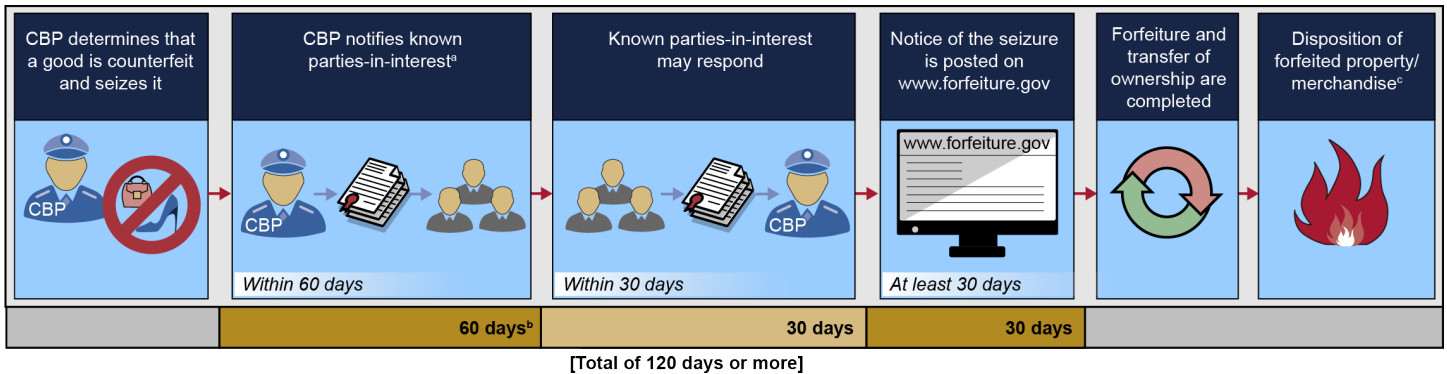 CBP determines that
a good is counterfeit
and seizes it
CBP
CBP notifies known
parties-in-interestᵃ
CBP
Within 60 days
Known parties-in-interest
may respond
CBP
Within 30 days
Notice of the seizure
is posted on
www.forfeiture.gov
www.forfeiture.gov
At least 30 days
Forfeiture and
transfer of
ownership are
completed
Disposition of
forfeited property/
merchandiseᶜ
60 daysᵇ
30 days
30 days
[Total of 120 days or more]